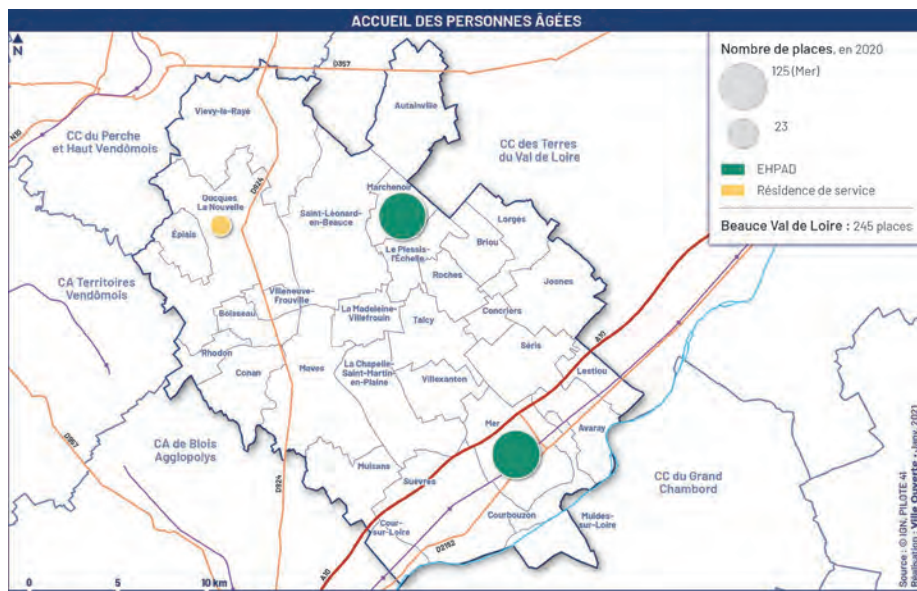 ACCUEIL DES PERSONNES ÂGÉES
N
Nombre de places, en 2020
125 (Mer)
23
EHPAD
Résidence de service
Beauce Val de Loire : 245 places
D357
N10
Autainville
Viévy-le-Rayé
CC du Perche
et Haut Vendômois
CC des Terres
du Val de Loire
D924
Marchenoir
Oucques
La Nouvelle
Saint-Léonard-
en-Beauce
Lorges
Épiais
Briou
Le Plessis-
l'Échelle
Roches
Josnes
CA Territoires
Vendômois
Villeneuve-
Frouville
La Madeleine-
Villefrouin
Boisseau
Talcy
Concriers
A10
Séris
Rhodon
Maves
La Chapelle-
Saint-Martin-
en-Plaine
Conan
Villexanton
Lestiou
Mer
Avaray
D957
CA de Blois
Agglopolys
Mulsans
CC du Grand
Chambord
D924
Suèvres
Courbouzon
Muides-
sur-Loire
Cour-
sur-Loire
D2152
A10
0 5 10 km
Source : © IGN, PILOTE 41
Réalisation : Ville Ouverte - Janv. 2021